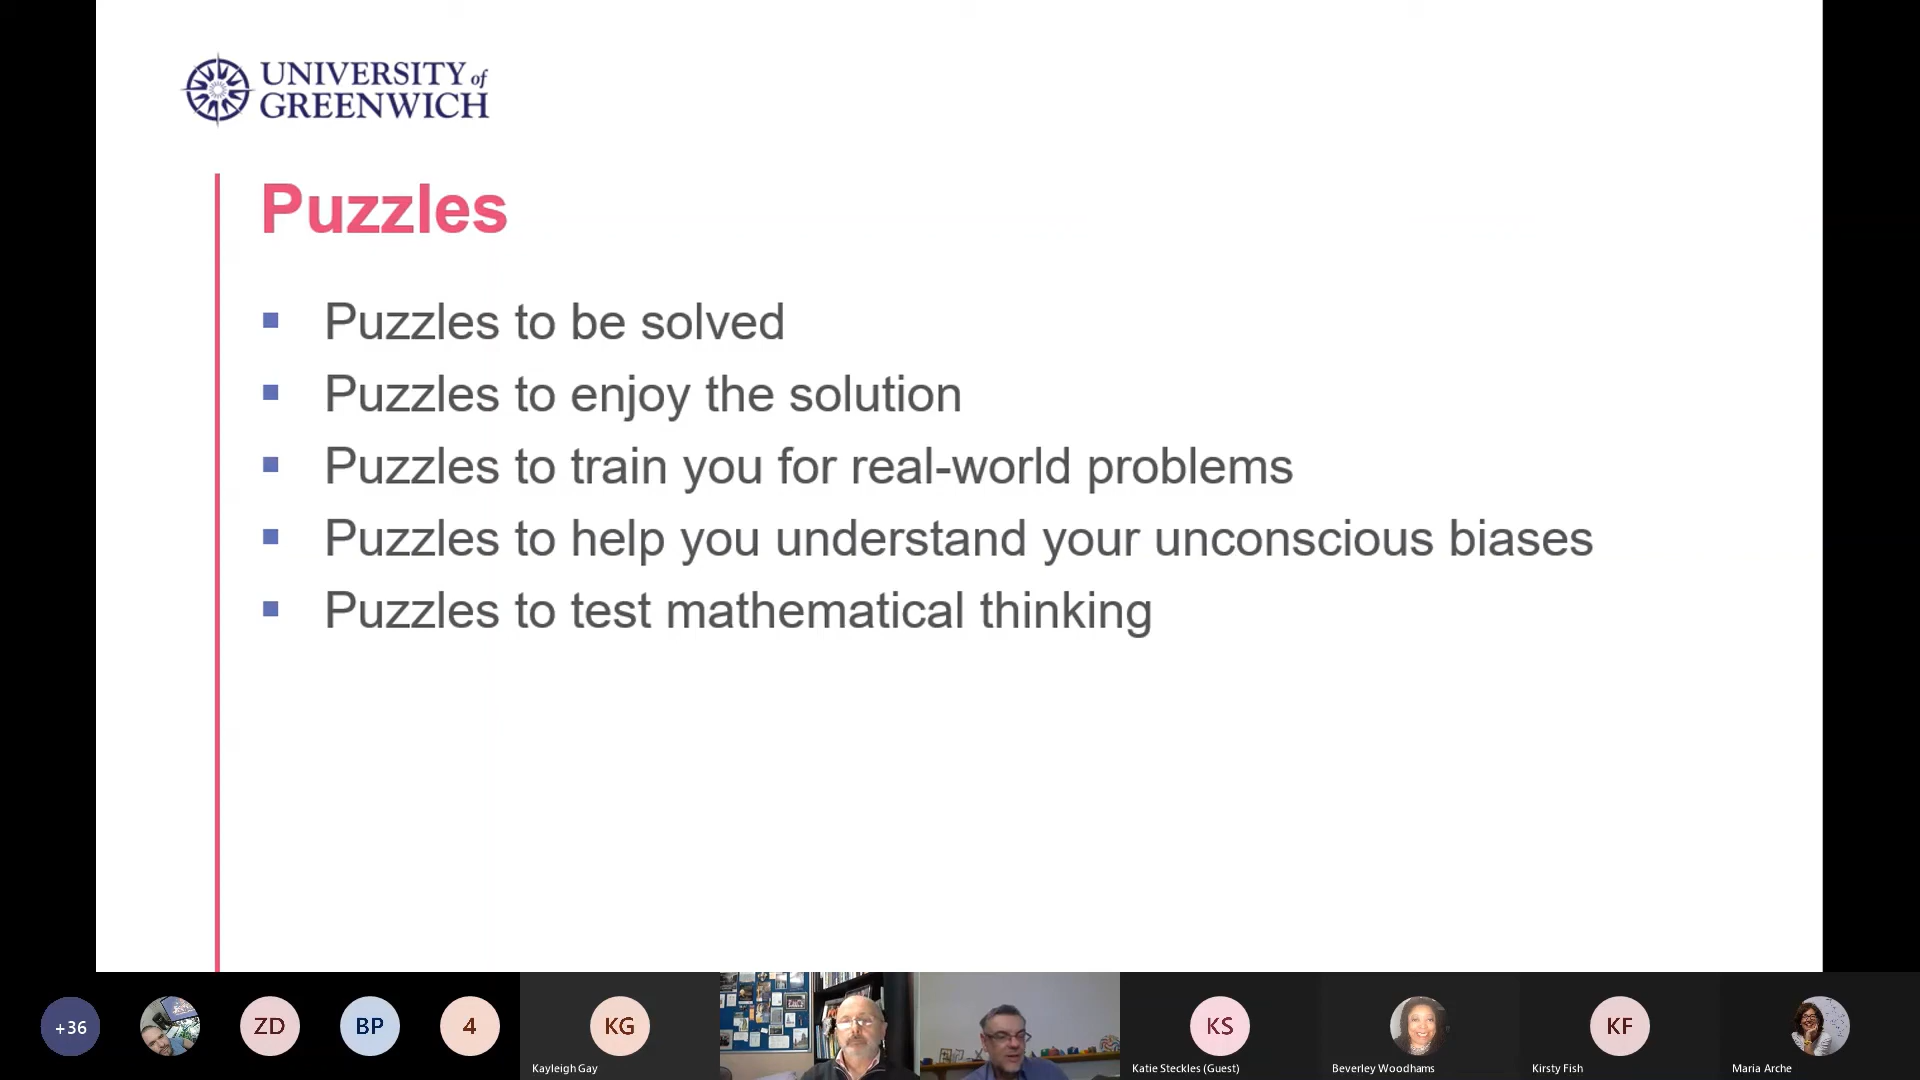 UNIVERSITY of
GREENWICH
Puzzles
Puzzles to be solved
Puzzles to enjoy the solution
Puzzles to train you for real-world problems
Puzzles to help you understand your unconscious biases
Puzzles to test mathematical thinking
+36
ZD
BP
4
KG
KS
KF
Kayleigh Gay
Katie Steckles (Guest)
Beverley Woodhams
Kirsty Fish
Maria Arche